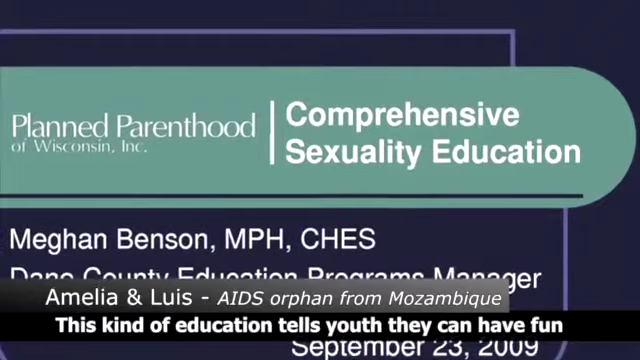 Planned Parenthood
of Wisconsin, Inc.
Comprehensive
Sexuality Education
Meghan Benson, MPH, CHES
Dane County Education Programs Manager
Amelia & Luis - AIDS orphan from Mozambique
This kind of education tells youth they can have fun
September 23, 2009